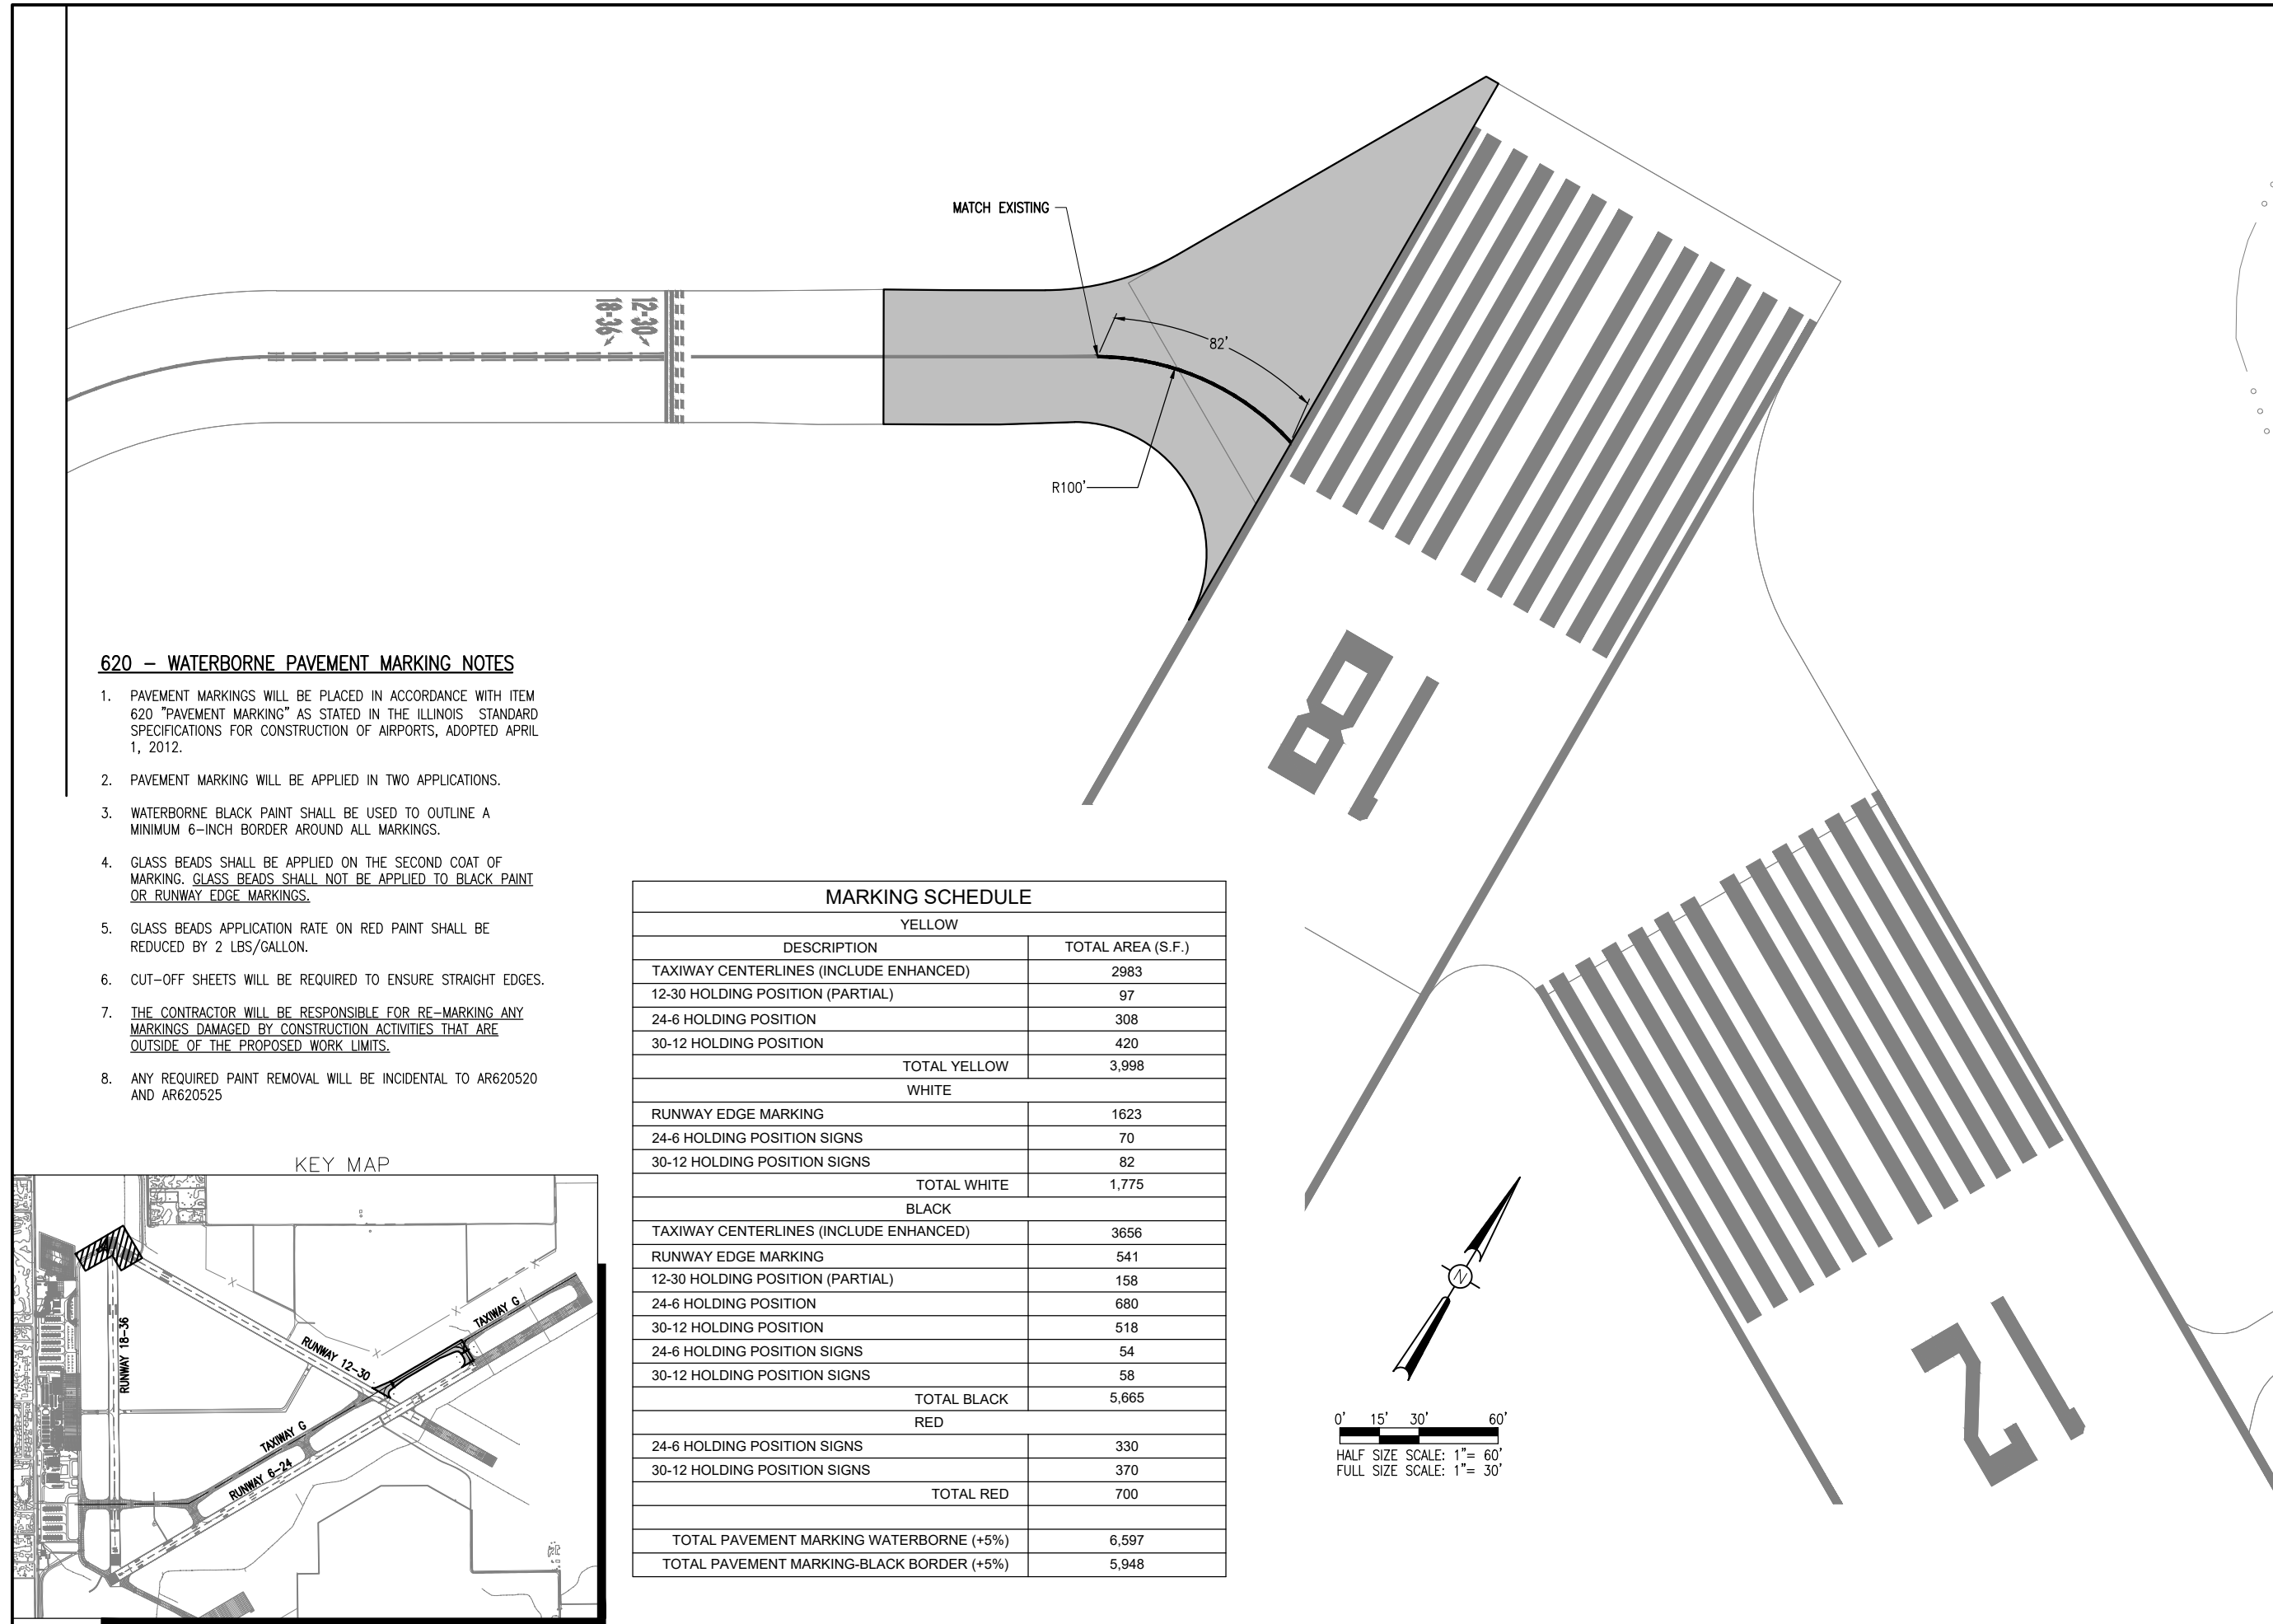 MATCH EXISTING
82'
R100'
12-30
18-36
18
12
620 – WATERBORNE PAVEMENT MARKING NOTES
1. PAVEMENT MARKINGS WILL BE PLACED IN ACCORDANCE WITH ITEM
620 "PAVEMENT MARKING" AS STATED IN THE ILLINOIS STANDARD
SPECIFICATIONS FOR CONSTRUCTION OF AIRPORTS, ADOPTED APRIL
1, 2012.
2. PAVEMENT MARKING WILL BE APPLIED IN TWO APPLICATIONS.
3. WATERBORNE BLACK PAINT SHALL BE USED TO OUTLINE A
MINIMUM 6–INCH BORDER AROUND ALL MARKINGS.
4. GLASS BEADS SHALL BE APPLIED ON THE SECOND COAT OF
MARKING. GLASS BEADS SHALL NOT BE APPLIED TO BLACK PAINT
OR RUNWAY EDGE MARKINGS.
5. GLASS BEADS APPLICATION RATE ON RED PAINT SHALL BE
REDUCED BY 2 LBS/GALLON.
6. CUT–OFF SHEETS WILL BE REQUIRED TO ENSURE STRAIGHT EDGES.
7. THE CONTRACTOR WILL BE RESPONSIBLE FOR RE–MARKING ANY
MARKINGS DAMAGED BY CONSTRUCTION ACTIVITIES THAT ARE
OUTSIDE OF THE PROPOSED WORK LIMITS.
8. ANY REQUIRED PAINT REMOVAL WILL BE INCIDENTAL TO AR620520
AND AR620525
MARKING SCHEDULE
YELLOW
DESCRIPTION TOTAL AREA (S.F.)
TAXIWAY CENTERLINES (INCLUDE ENHANCED) 2983
12-30 HOLDING POSITION (PARTIAL) 97
24-6 HOLDING POSITION 308
30-12 HOLDING POSITION 420
TOTAL YELLOW 3,998
WHITE
RUNWAY EDGE MARKING 1623
24-6 HOLDING POSITION SIGNS 70
30-12 HOLDING POSITION SIGNS 82
TOTAL WHITE 1,775
BLACK
TAXIWAY CENTERLINES (INCLUDE ENHANCED) 3656
RUNWAY EDGE MARKING 541
12-30 HOLDING POSITION (PARTIAL) 158
24-6 HOLDING POSITION 680
30-12 HOLDING POSITION 518
24-6 HOLDING POSITION SIGNS 54
30-12 HOLDING POSITION SIGNS 58
TOTAL BLACK 5,665
RED
24-6 HOLDING POSITION SIGNS 330
30-12 HOLDING POSITION SIGNS 370
TOTAL RED 700
TOTAL PAVEMENT MARKING WATERBORNE (+5%) 6,597
TOTAL PAVEMENT MARKING-BLACK BORDER (+5%) 5,948
KEY MAP
RUNWAY 18–36
RUNWAY 12–30
TAXIWAY G
TAXIWAY G
RUNWAY 6–24
N
0' 15' 30' 60'
HALF SIZE SCALE: 1"= 60'
FULL SIZE SCALE: 1"= 30'